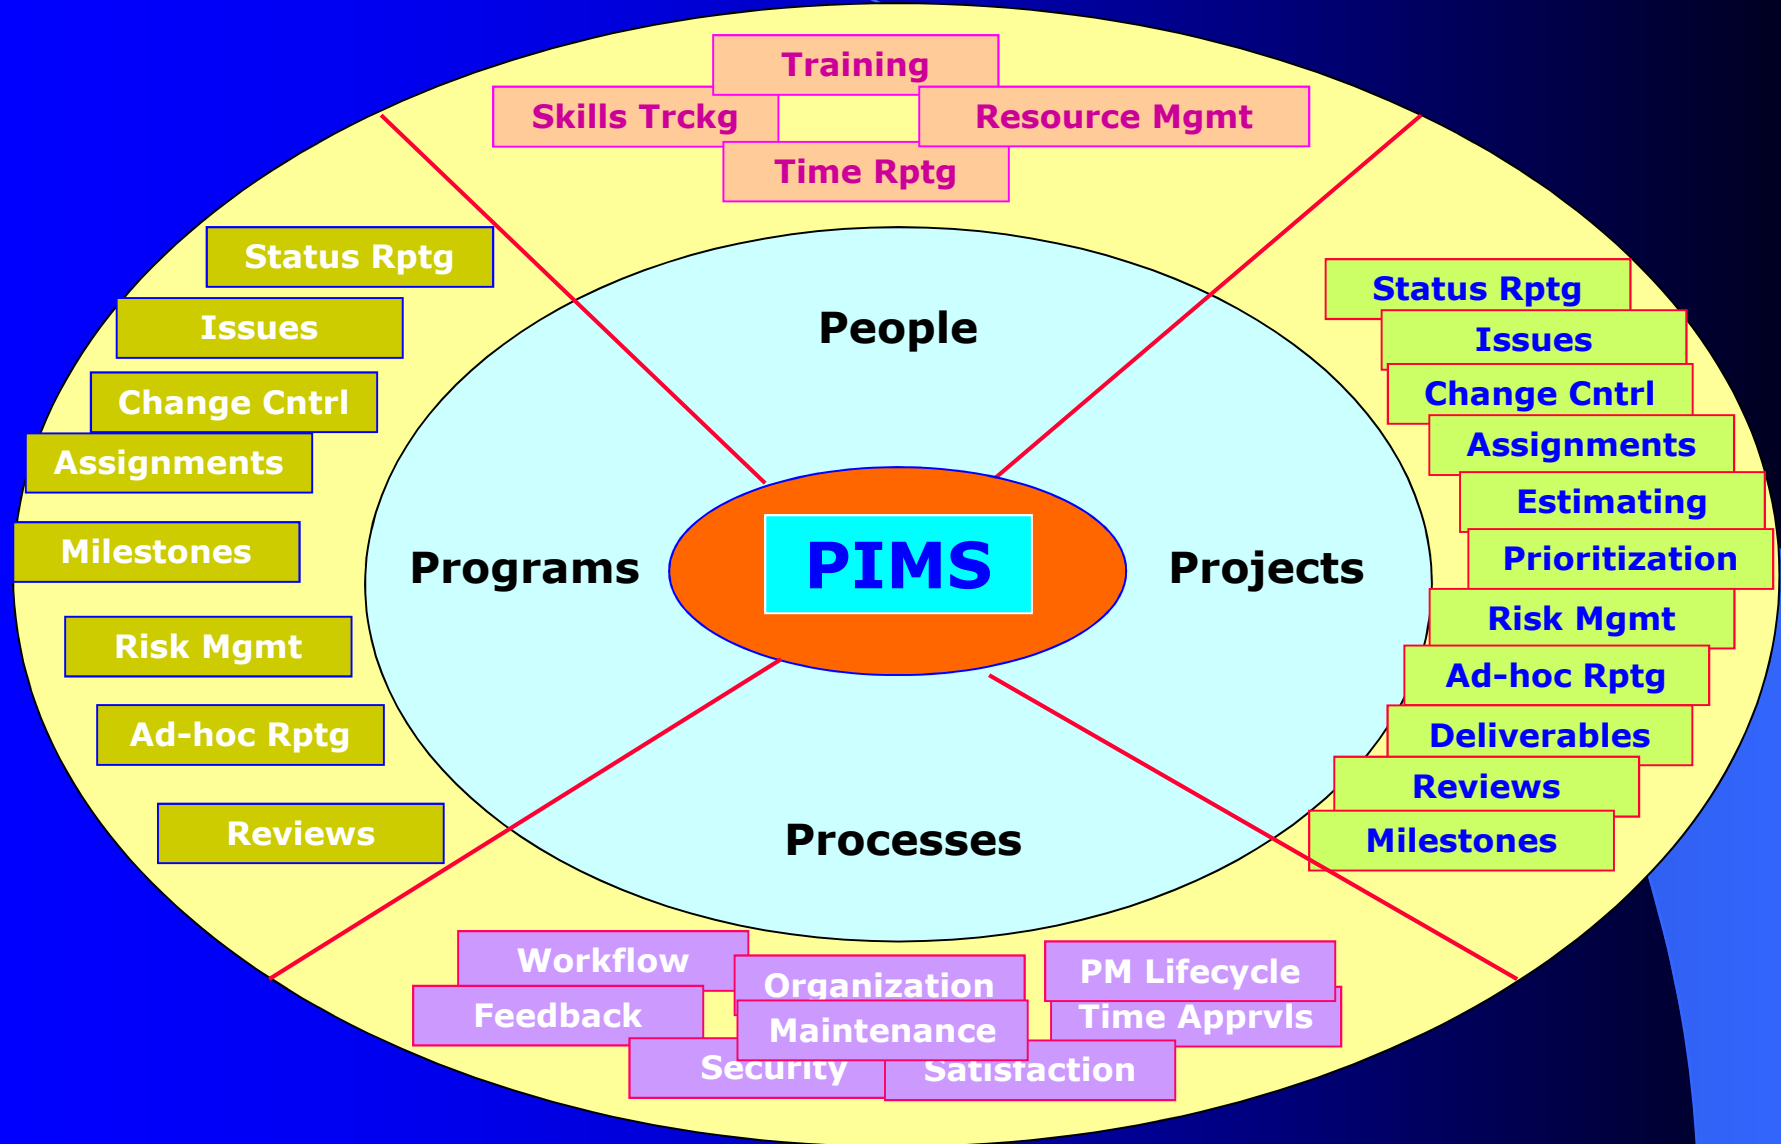 Training
Skills Trckg
Resource Mgmt
Time Rptg
Status Rptg
Issues
Change Cntrl
Assignments
Milestones
Risk Mgmt
Ad-hoc Rptg
Reviews
People
Programs
PIMS
Projects
Processes
Status Rptg
Issues
Change Cntrl
Assignments
Estimating
Prioritization
Risk Mgmt
Ad-hoc Rptg
Deliverables
Reviews
Milestones
Workflow
Organization
PM Lifecycle
Feedback
Maintenance
Time Apprvls
Security
Satisfaction